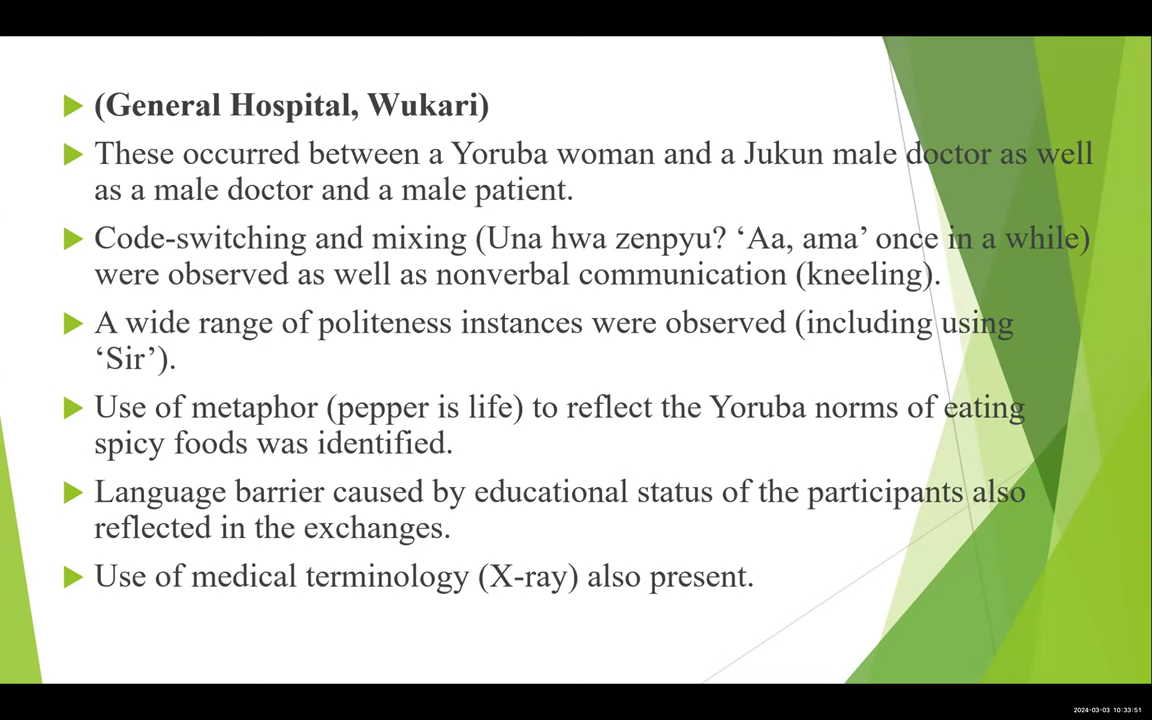 (General Hospital, Wukari)
These occurred between a Yoruba woman and a Jukun male doctor as well
as a male doctor and a male patient.
Code-switching and mixing (Una hwa zenpyu? ‘Aa, ama’ once in a while)
were observed as well as nonverbal communication (kneeling).
A wide range of politeness instances were observed (including using
‘Sir’).
Use of metaphor (pepper is life) to reflect the Yoruba norms of eating
spicy foods was identified.
Language barrier caused by educational status of the participants also
reflected in the exchanges.
Use of medical terminology (X-ray) also present.
2024-03-03 10:33:51